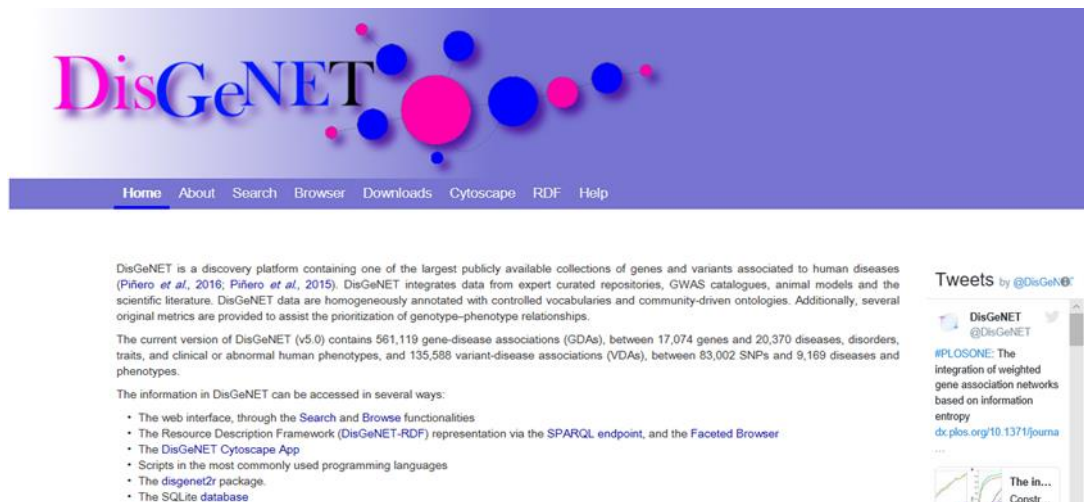 DisGeNET
Home About Search Browser Downloads Cytoscape RDF Help
DisGeNET is a discovery platform containing one of the largest publicly available collections of genes and variants associated to human diseases
(Piñero et al., 2016; Piñero et al., 2015). DisGeNET integrates data from expert curated repositories, GWAS catalogues, animal models and the
scientific literature. DisGeNET data are homogeneously annotated with controlled vocabularies and community-driven ontologies. Additionally, several
original metrics are provided to assist the prioritization of genotype–phenotype relationships.
The current version of DisGeNET (v5.0) contains 561,119 gene-disease associations (GDAs), between 17,074 genes and 20,370 diseases, disorders,
traits, and clinical or abnormal human phenotypes, and 135,588 variant-disease associations (VDAs), between 83,002 SNPs and 9,169 diseases and
phenotypes.
The information in DisGeNET can be accessed in several ways:
• The web interface, through the Search and Browse functionalities
• The Resource Description Framework (DisGeNET-RDF) representation via the SPARQL endpoint, and the Faceted Browser
• The DisGeNET Cytoscape App
• Scripts in the most commonly used programming languages
• The disgenet2r package.
• The SQLite database
Tweets by @DisGeNET
DisGeNET
@DisGeNET
#PLOSONE: The
integration of weighted
gene association networks
based on information
entropy
dx.plos.org/10.1371/journa
...
The in...
Constr